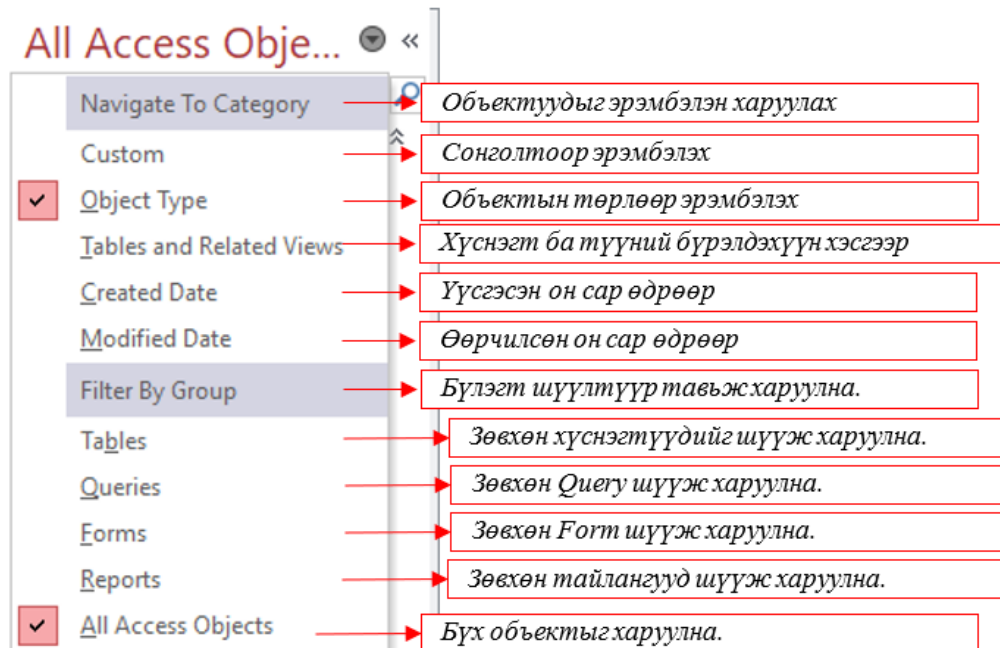 All Access Obje... «
Navigate To Category Объектуудыг эрэмбэлэн харуулах
Custom Сонголтоор эрэмбэлэх
Object Type Объектын төрлөөр эрэмбэлэх
Tables and Related Views Хүснэгт ба түүний бүрэлдэхүүн хэсгээр
Created Date Үүсгэсэн он сар өдрөөр
Modified Date Өөрчилсөн он сар өдрөөр
Filter By Group Бүлэгт шүүлтүүр тавьж харуулна.
Tables Зөвхөн хүснэгтүүдийг шүүж харуулна.
Queries Зөвхөн Query шүүж харуулна.
Forms Зөвхөн Form шүүж харуулна.
Reports Зөвхөн тайлангууд шүүж харуулна.
All Access Objects Бүх объектыг харуулна.